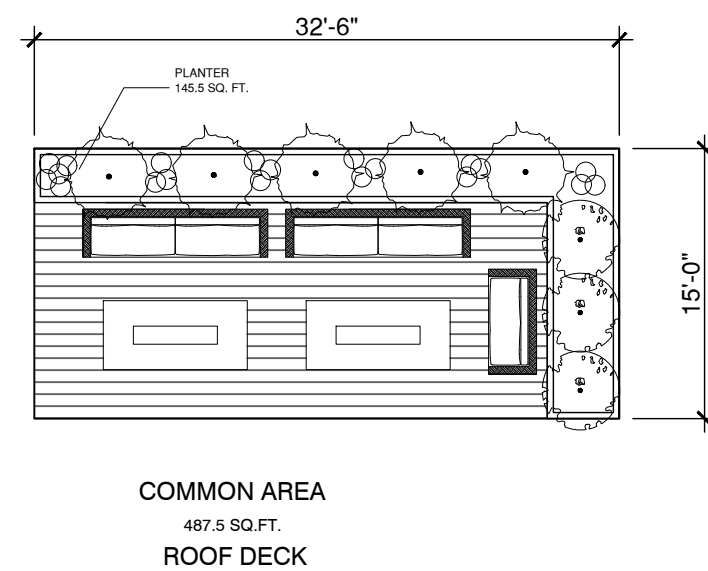 32'-6"
PLANTER
145.5 SQ. FT.
15'-0"
COMMON AREA
487.5 SQ.FT.
ROOF DECK